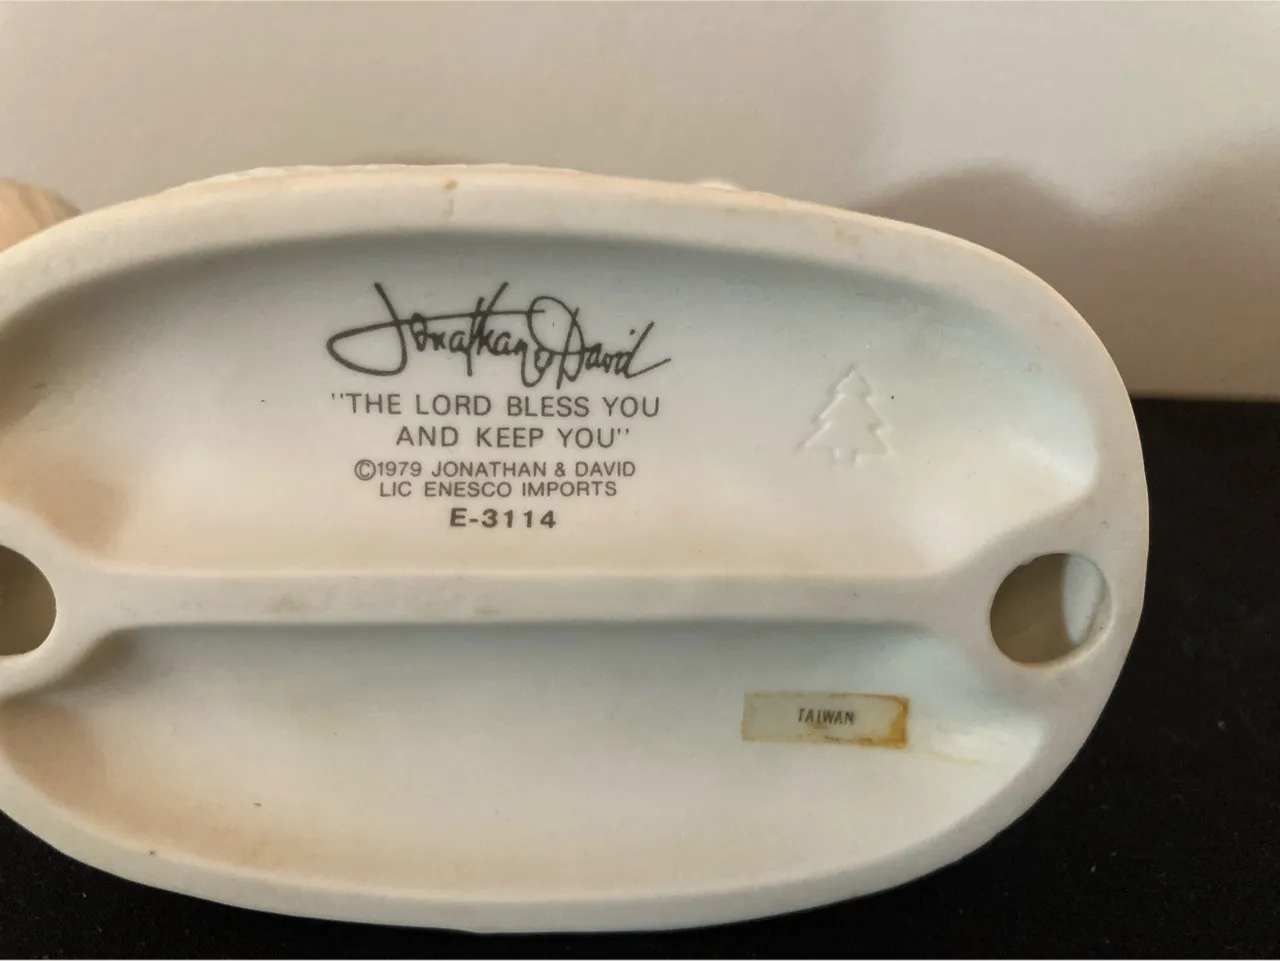 Jonathan & David
"THE LORD BLESS YOU
AND KEEP YOU"
©1979 JONATHAN & DAVID
LIC ENESCO IMPORTS
E-3114
TAIWAN